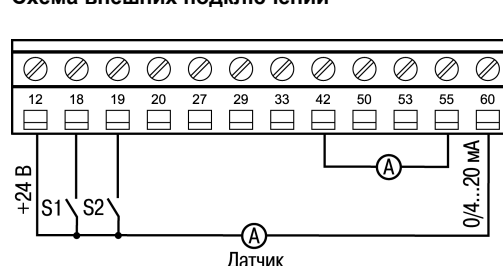 Схема внешних подключений
12 18 19 20 27 29 33 42 50 53 55 60
+24 В
S1 S2
A
0/4...20 мА
A
Датчик